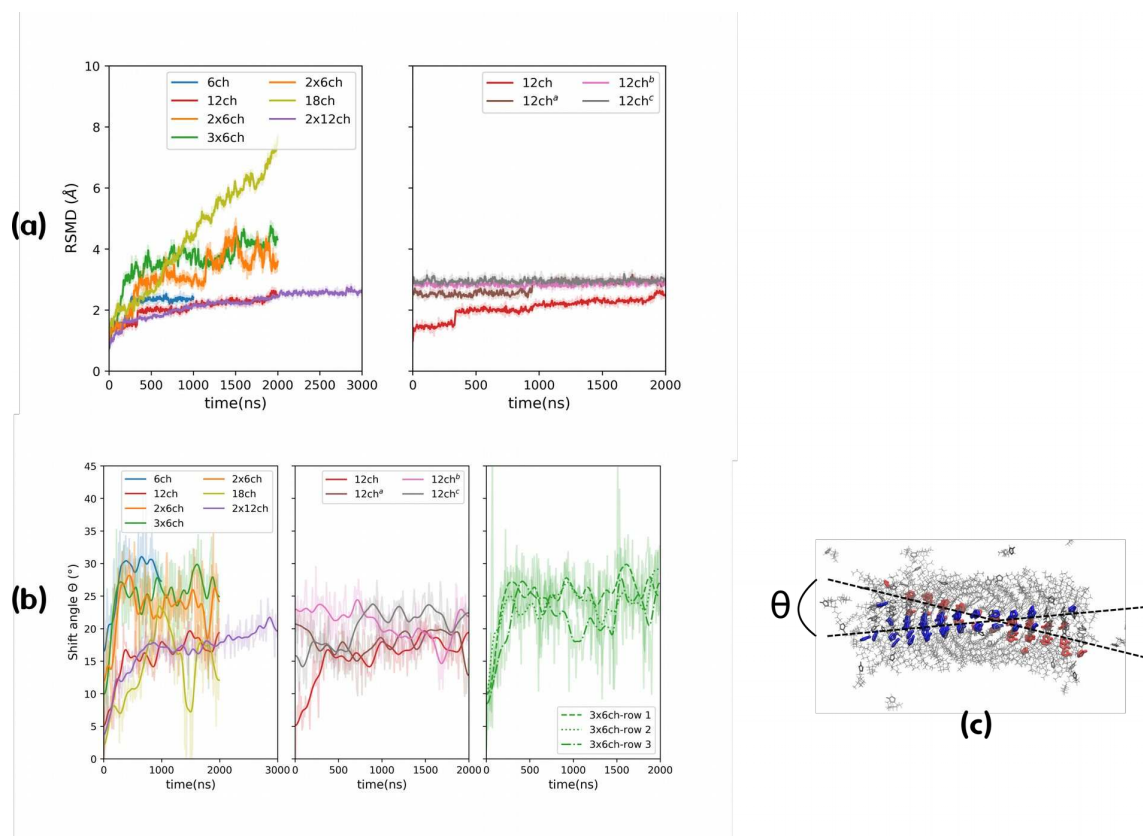 (a)
RSMD (Å)
10
8
6
4
2
0
6ch
12ch
2x6ch
3x6ch
2x6ch
18ch
2x12ch
0 500 1000 1500 2000 2500 3000
time(ns)
12ch
12chᵃ
12chᵇ
12chᶜ
0 500 1000 1500 2000
time(ns)
(b)
Shift angle Θ (°)
45
40
35
30
25
20
15
10
5
0
6ch
12ch
2x6ch
3x6ch
2x6ch
18ch
2x12ch
0 1000 2000 3000
time(ns)
12ch
12chᵃ
12chᵇ
12chᶜ
0 500 1000 1500 2000
time(ns)
3x6ch-row 1
3x6ch-row 2
3x6ch-row 3
0 500 1000 1500 2000
time(ns)
θ
(c)